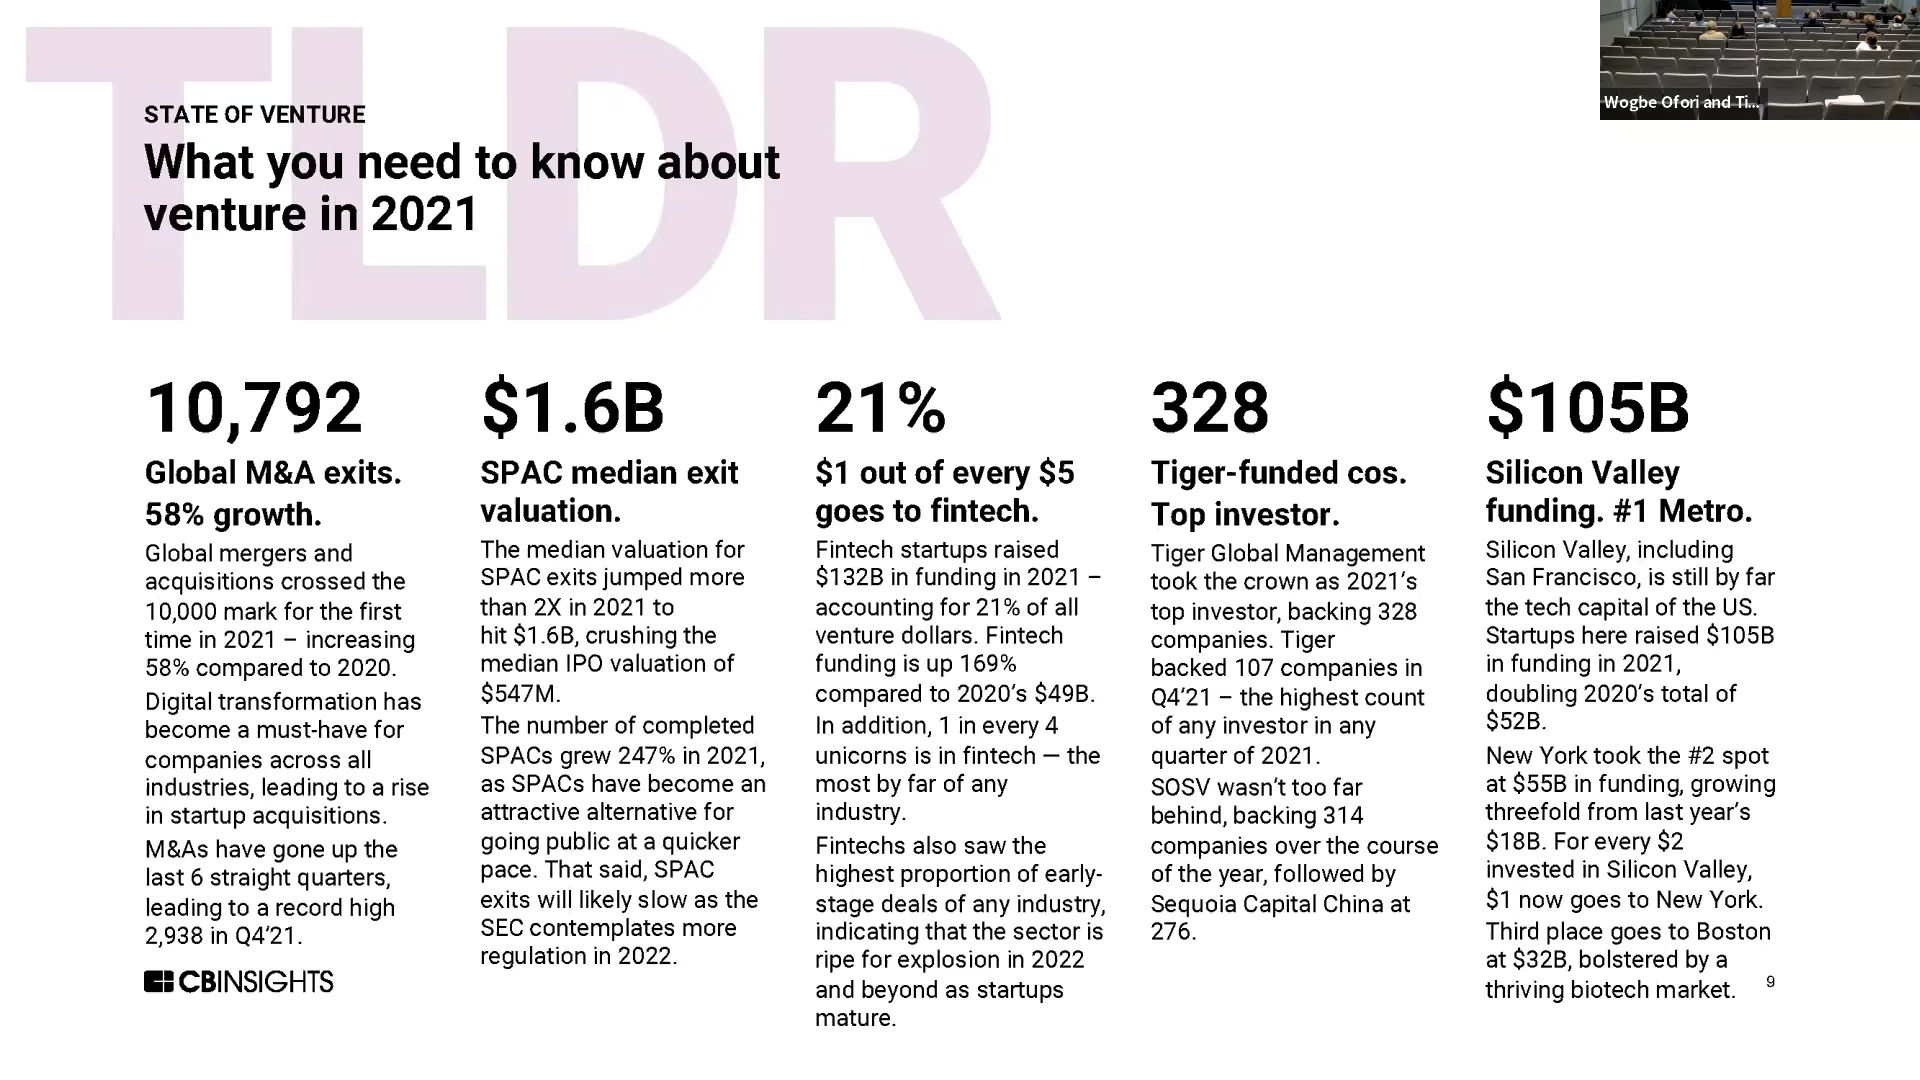 TLDR
STATE OF VENTURE
What you need to know about
venture in 2021
Wogbe Ofori and Ti...
10,792
Global M&A exits.
58% growth.
Global mergers and
acquisitions crossed the
10,000 mark for the first
time in 2021 – increasing
58% compared to 2020.
Digital transformation has
become a must-have for
companies across all
industries, leading to a rise
in startup acquisitions.
M&As have gone up the
last 6 straight quarters,
leading to a record high
2,938 in Q4’21.
$1.6B
SPAC median exit
valuation.
The median valuation for
SPAC exits jumped more
than 2X in 2021 to
hit $1.6B, crushing the
median IPO valuation of
$547M.
The number of completed
SPACs grew 247% in 2021,
as SPACs have become an
attractive alternative for
going public at a quicker
pace. That said, SPAC
exits will likely slow as the
SEC contemplates more
regulation in 2022.
21%
$1 out of every $5
goes to fintech.
Fintech startups raised
$132B in funding in 2021 –
accounting for 21% of all
venture dollars. Fintech
funding is up 169%
compared to 2020’s $49B.
In addition, 1 in every 4
unicorns is in fintech — the
most by far of any
industry.
Fintechs also saw the
highest proportion of early-
stage deals of any industry,
indicating that the sector is
ripe for explosion in 2022
and beyond as startups
mature.
328
Tiger-funded cos.
Top investor.
Tiger Global Management
took the crown as 2021’s
top investor, backing 328
companies. Tiger
backed 107 companies in
Q4’21 – the highest count
of any investor in any
quarter of 2021.
SOSV wasn’t too far
behind, backing 314
companies over the course
of the year, followed by
Sequoia Capital China at
276.
$105B
Silicon Valley
funding. #1 Metro.
Silicon Valley, including
San Francisco, is still by far
the tech capital of the US.
Startups here raised $105B
in funding in 2021,
doubling 2020’s total of
$52B.
New York took the #2 spot
at $55B in funding, growing
threefold from last year’s
$18B. For every $2
invested in Silicon Valley,
$1 now goes to New York.
Third place goes to Boston
at $32B, bolstered by a
thriving biotech market.
CBINSIGHTS
9